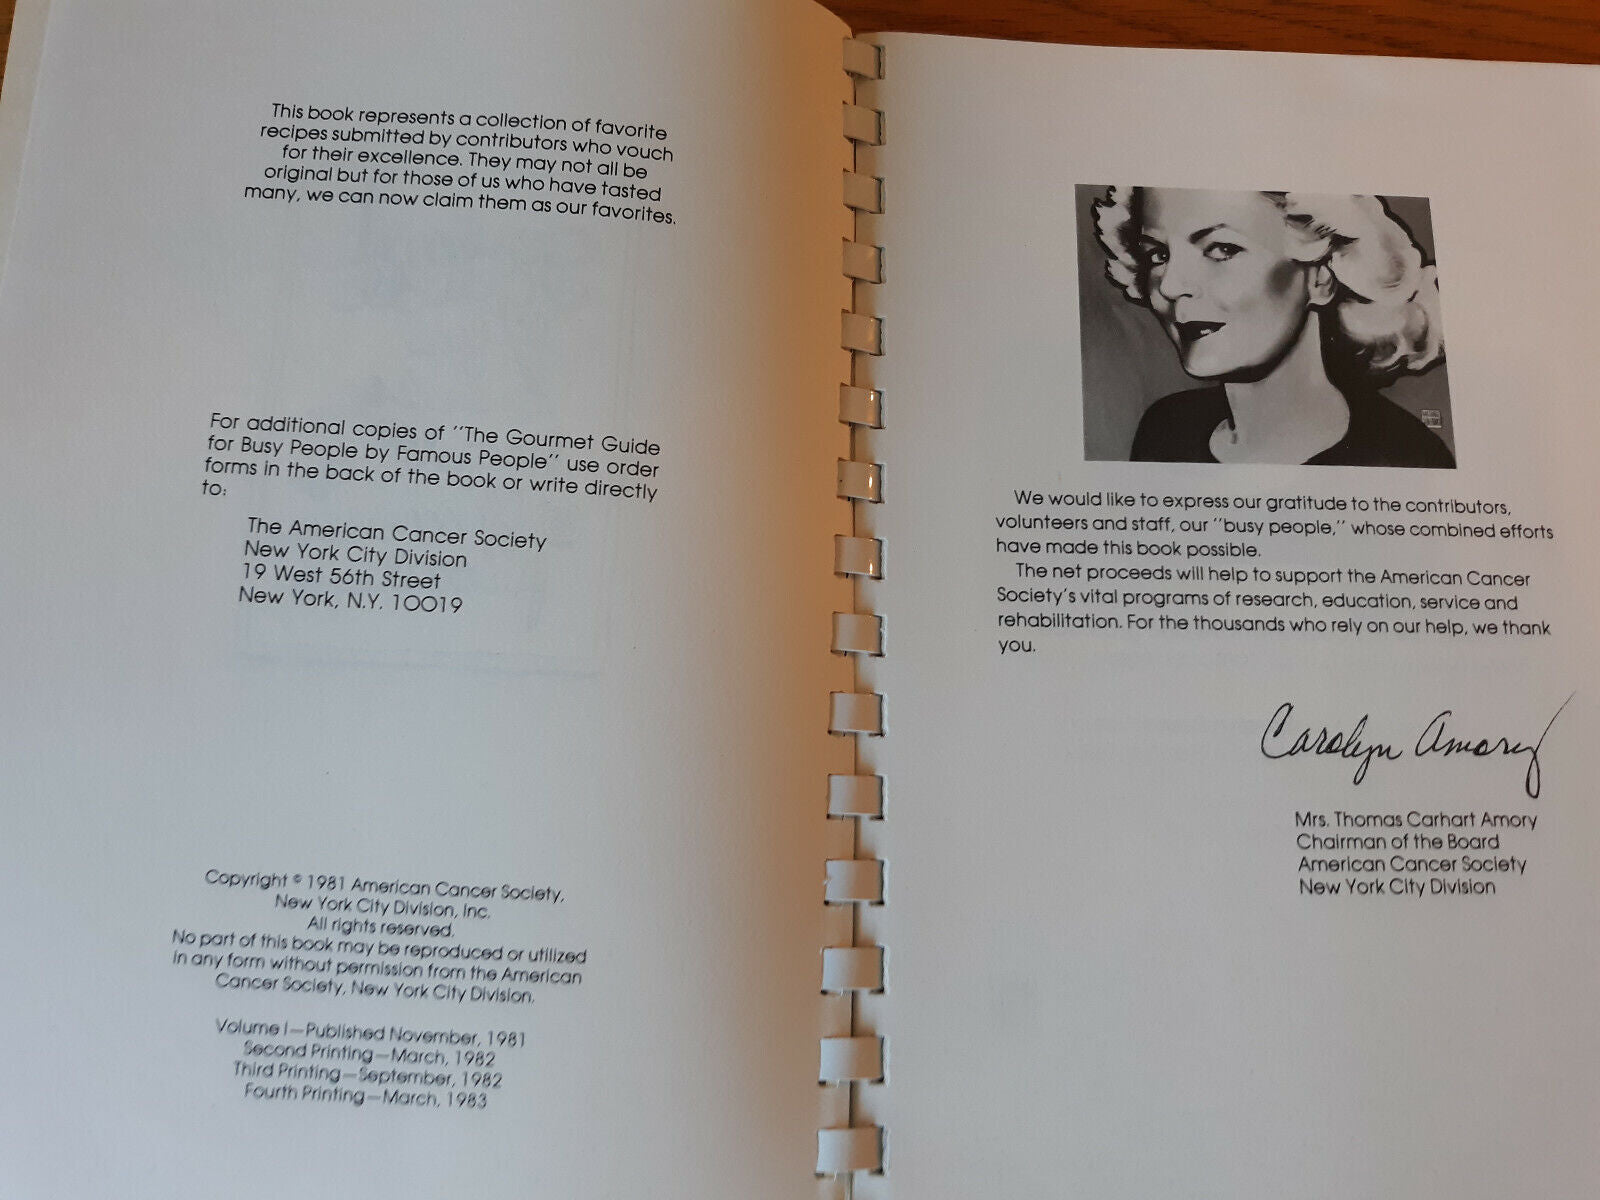 This book represents a collection of favorite
recipes submitted by contributors who vouch
for their excellence. They may not all be
original but for those of us who have tasted
many, we can now claim them as our favorites.
For additional copies of "The Gourmet Guide
for Busy People by Famous People" use order
forms in the back of the book or write directly
to:
The American Cancer Society
New York City Division
19 West 56th Street
New York, N.Y. 10019
Copyright © 1981 American Cancer Society,
New York City Division, Inc.
All rights reserved.
No part of this book may be reproduced or utilized
in any form without permission from the American
Cancer Society, New York City Division.
Volume I—Published November, 1981
Second Printing—March, 1982
Third Printing—September, 1982
Fourth Printing—March, 1983
We would like to express our gratitude to the contributors,
volunteers and staff, our "busy people," whose combined efforts
have made this book possible.
The net proceeds will help to support the American Cancer
Society's vital programs of research, education, service and
rehabilitation. For the thousands who rely on our help, we thank
you.
Carolyn Amory
Mrs. Thomas Carhart Amory
Chairman of the Board
American Cancer Society
New York City Division